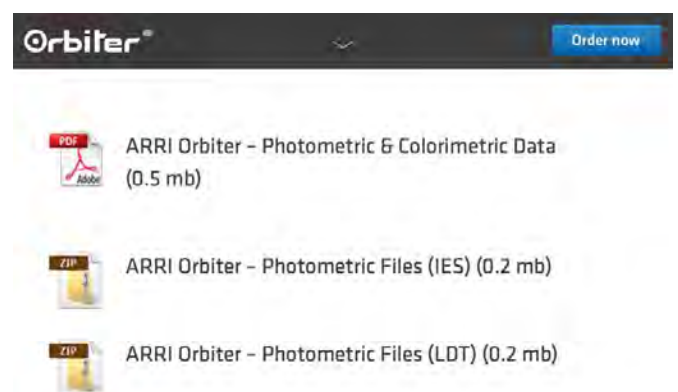 Orbiter®
Order now
PDF
Adobe
ARRI Orbiter – Photometric & Colorimetric Data
(0.5 mb)
ZIP
ARRI Orbiter – Photometric Files (IES) (0.2 mb)
ZIP
ARRI Orbiter – Photometric Files (LDT) (0.2 mb)